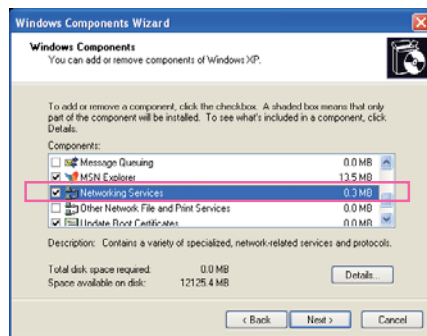 Windows Components Wizard
Windows Components
You can add or remove components of Windows XP.
To add or remove a component, click the checkbox. A shaded box means that only
part of the component will be installed. To see what's included in a component, click
Details.
Components:
Message Queuing 0.0 MB
MSN Explorer 13.5 MB
Networking Services 0.3 MB
Other Network File and Print Services 0.0 MB
Update Root Certificates 0.0 MB
Description: Contains a variety of specialized, network-related services and protocols.
Total disk space required: 0.0 MB
Space available on disk: 12125.4 MB
Details...
< Back Next > Cancel